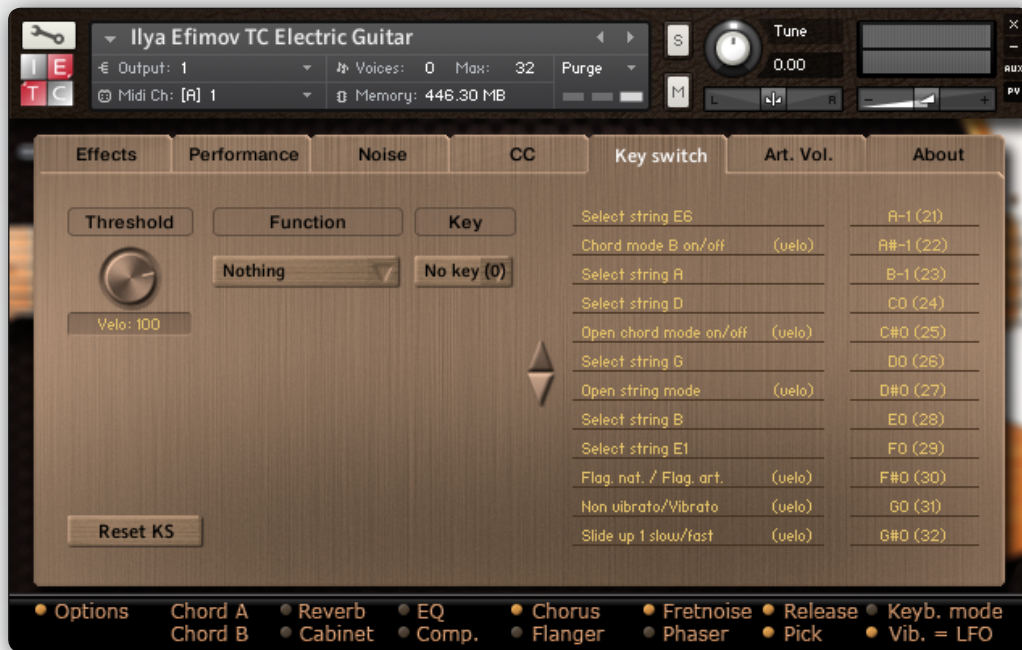 Ilya Efimov TC Electric Guitar
Output: 1 Voices: 0 Max: 32 Purge
Midi Ch: [A] 1 Memory: 446.30 MB
I E
T C
S
M
Tune
0.00
L R
- +
×
-
AUX
PV
Effects Performance Noise CC Key switch Art. Vol. About
Threshold Function Key
Nothing No key (0)
Velo: 100
Reset KS
Select string E6 A-1 (21)
Chord mode B on/off (velo) A#-1 (22)
Select string A B-1 (23)
Select string D C0 (24)
Open chord mode on/off (velo) C#0 (25)
Select string G D0 (26)
Open string mode (velo) D#0 (27)
Select string B E0 (28)
Select string E1 F0 (29)
Flag. nat. / Flag. art. (velo) F#0 (30)
Non vibrato/Vibrato (velo) G0 (31)
Slide up 1 slow/fast (velo) G#0 (32)
Options Chord A Reverb EQ Chorus Fretnoise Release Keyb. mode
Chord B Cabinet Comp. Flanger Phaser Pick Vib. = LFO